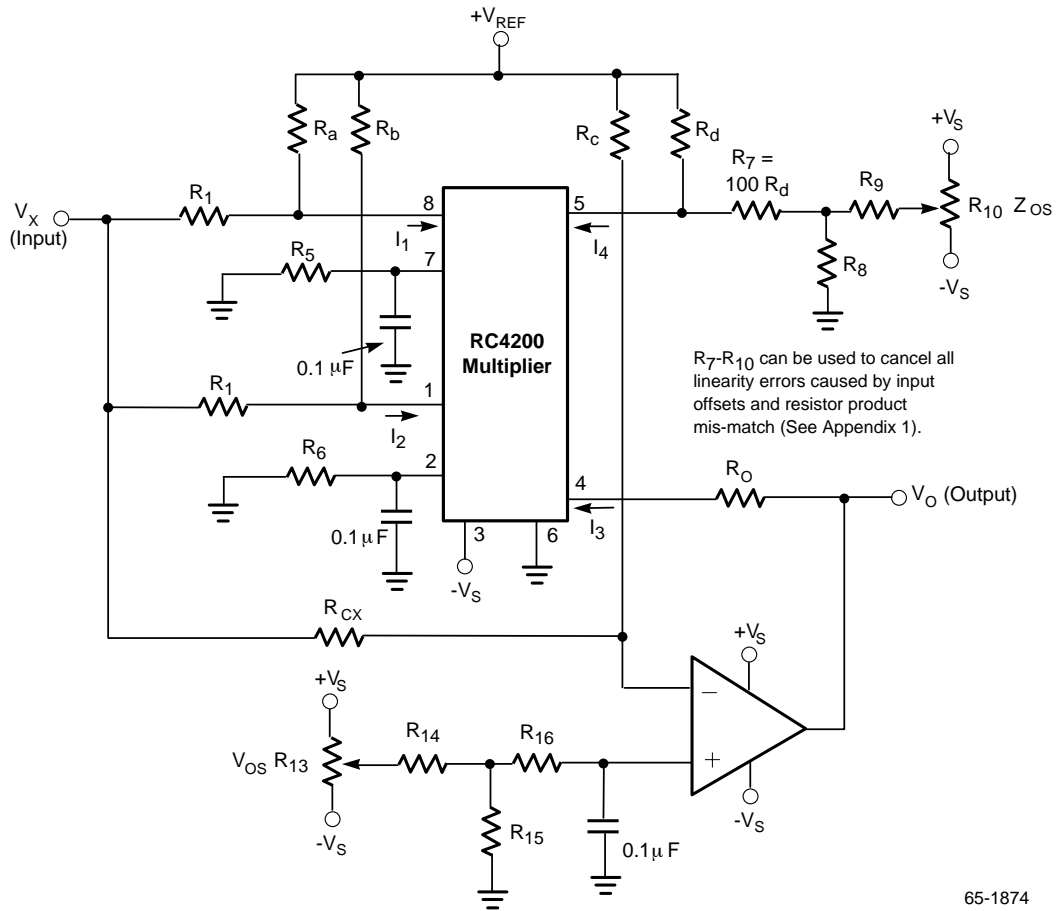 +VREF
Ra
Rb
Rc
Rd
+VS
R7 =
100 Rd
R9
R10 ZOS
R8
-VS
VX
(Input)
R1
8
I1
5
I4
R5
7
0.1 μF
RC4200
Multiplier
R7-R10 can be used to cancel all
linearity errors caused by input
offsets and resistor product
mis-match (See Appendix 1).
R1
1
I2
R6
2
0.1 μF
3
-VS
6
4
I3
RO
VO (Output)
RCX
+VS
−
+
-VS
+VS
VOS R13
-VS
R14
R16
R15
0.1 μF
65-1874